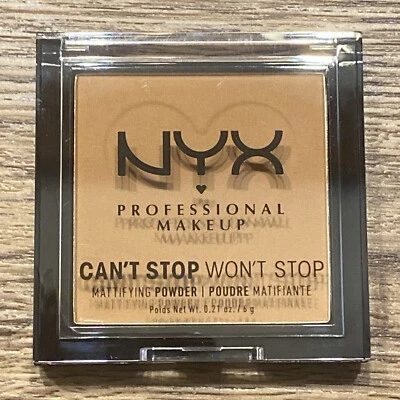 NYX
PROFESSIONAL
MAKEUP
CAN'T STOP WON'T STOP
MATTIFYING POWDER | POUDRE MATIFIANTE
Poids Net Wt. 0.21 oz. / 6 g